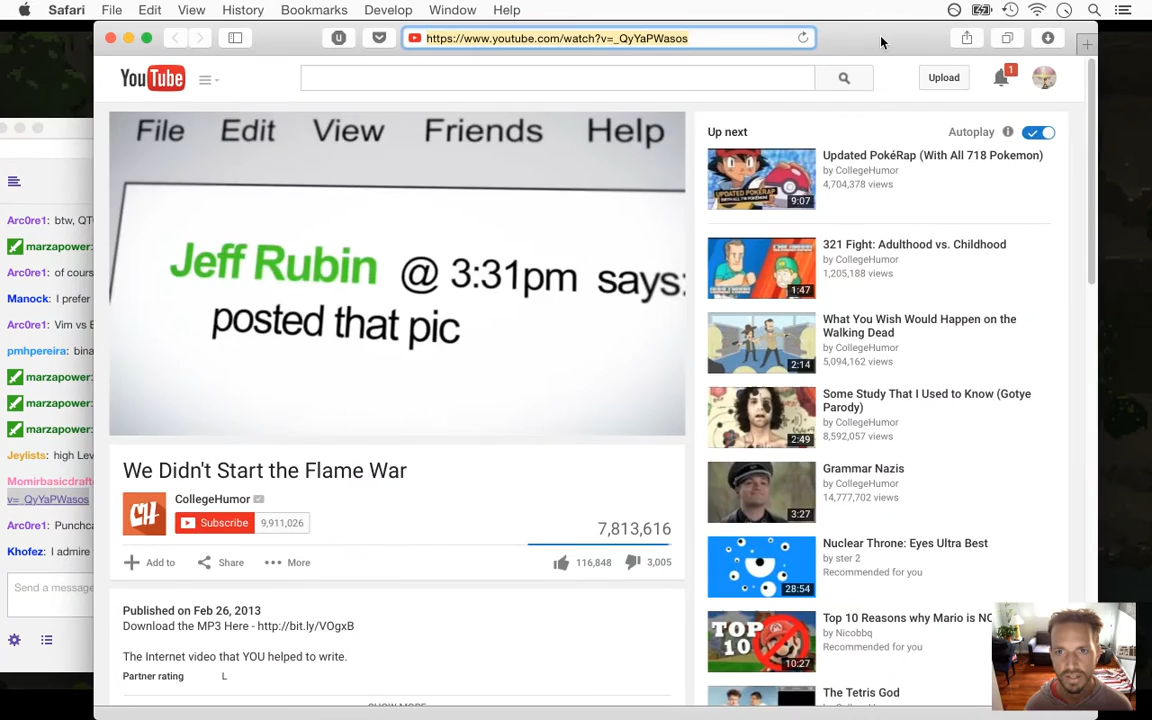 Safari File Edit View History Bookmarks Develop Window Help
https://www.youtube.com/watch?v=_QyYaPWasos
YouTube
Upload
1
File Edit View Friends Help
Jeff Rubin @ 3:31pm says:
posted that pic
We Didn't Start the Flame War
CH
CollegeHumor
Subscribe 9,911,026
7,813,616
Add to Share More 116,848 3,005
Published on Feb 26, 2013
Download the MP3 Here - http://bit.ly/VOgxB
The Internet video that YOU helped to write.
Partner rating L
Up next Autoplay
UPDATED POKÉRAP
9:07
Updated PokéRap (With All 718 Pokemon)
by CollegeHumor
4,704,378 views
1:47
321 Fight: Adulthood vs. Childhood
by CollegeHumor
1,205,188 views
2:14
What You Wish Would Happen on the
Walking Dead
by CollegeHumor
5,094,162 views
2:49
Some Study That I Used to Know (Gotye
Parody)
by CollegeHumor
8,592,057 views
3:27
Grammar Nazis
by CollegeHumor
14,777,702 views
28:54
Nuclear Throne: Eyes Ultra Best
by ster 2
Recommended for you
TOP
10
10:27
Top 10 Reasons why Mario is
by Nicobbq
Recommended for you
The Tetris God
by CollegeHumor
Arc0re1: btw,
marzapower:
Arc0re1: of cours
Manock: I prefer
Arc0re1: Vim vs
pmhpereira: bina
marzapower:
marzapower:
marzapower:
Jeylists: high Lev
Momirbasicdraft
v=_QyYaPWasos
Arc0re1: Punchca
Khofez: I admire
Send a message